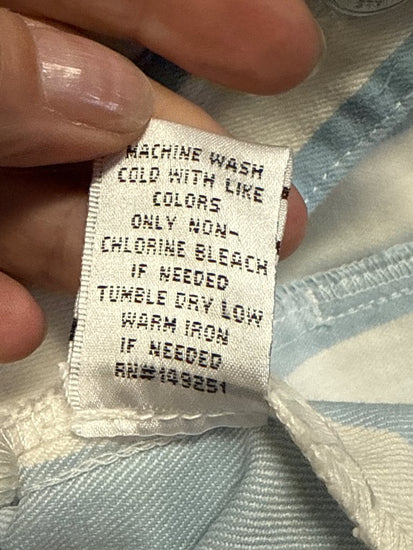 MACHINE WASH
COLD WITH LIKE
COLORS
ONLY NON-
CHLORINE BLEACH
IF NEEDED
TUMBLE DRY LOW
WARM IRON
IF NEEDED
RN#149251